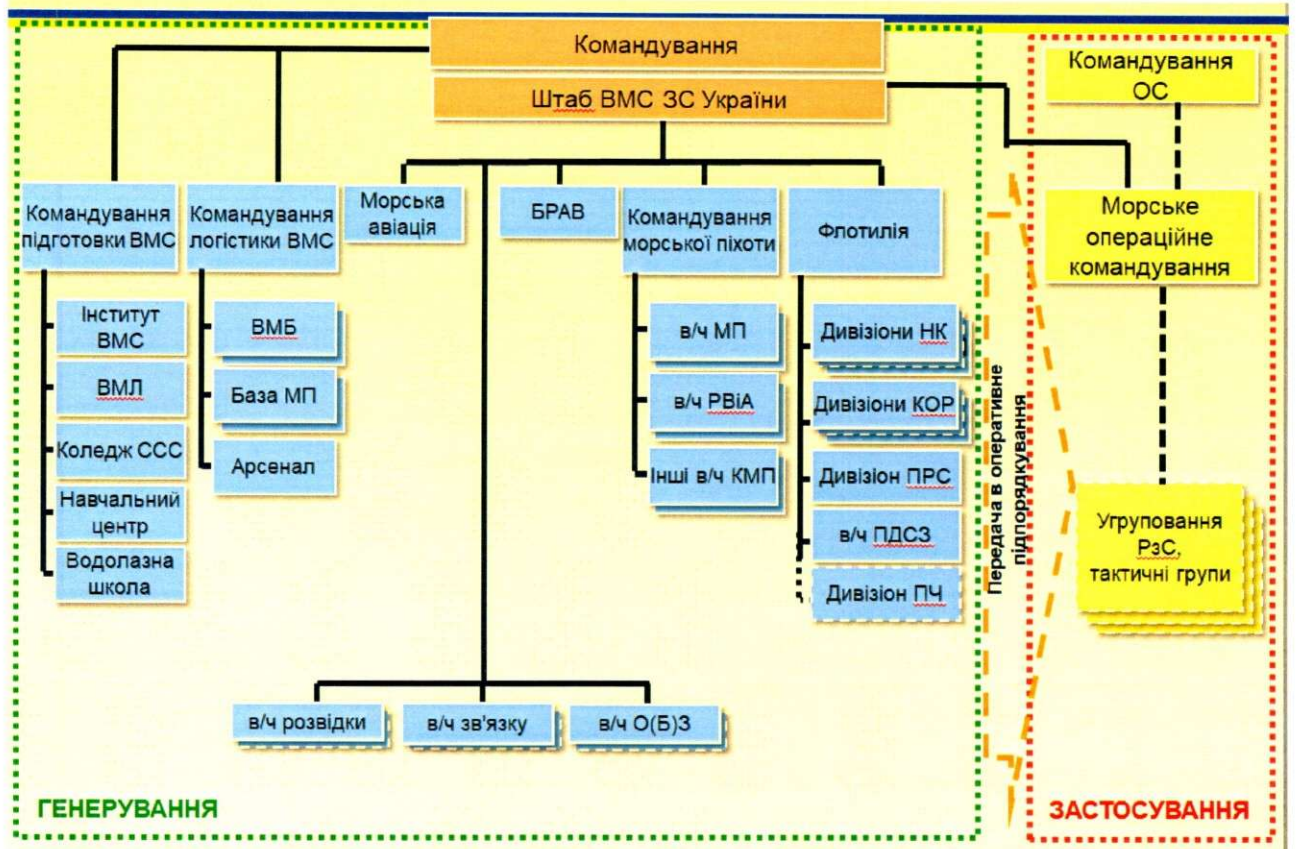 Командування
Штаб ВМС ЗС України
Командування
ОС
Командування
підготовки ВМС
Командування
логістики ВМС
Морська
авіація
БРАВ
Командування
морської піхоти
Флотилія
Морське
операційне
командування
Інститут
ВМС
ВМЛ
Коледж ССС
Навчальний
центр
Водолазна
школа
ВМБ
База МП
Арсенал
в/ч МП
в/ч РВіА
Інші в/ч КМП
Дивізіони НК
Дивізіони КОР
Дивізіон ПРС
в/ч ПДСЗ
Дивізіон ПЧ
Передача в оперативне
підпорядкування
Угруповання
РзС,
тактичні групи
в/ч розвідки
в/ч зв'язку
в/ч О(Б)З
ГЕНЕРУВАННЯ
ЗАСТОСУВАННЯ